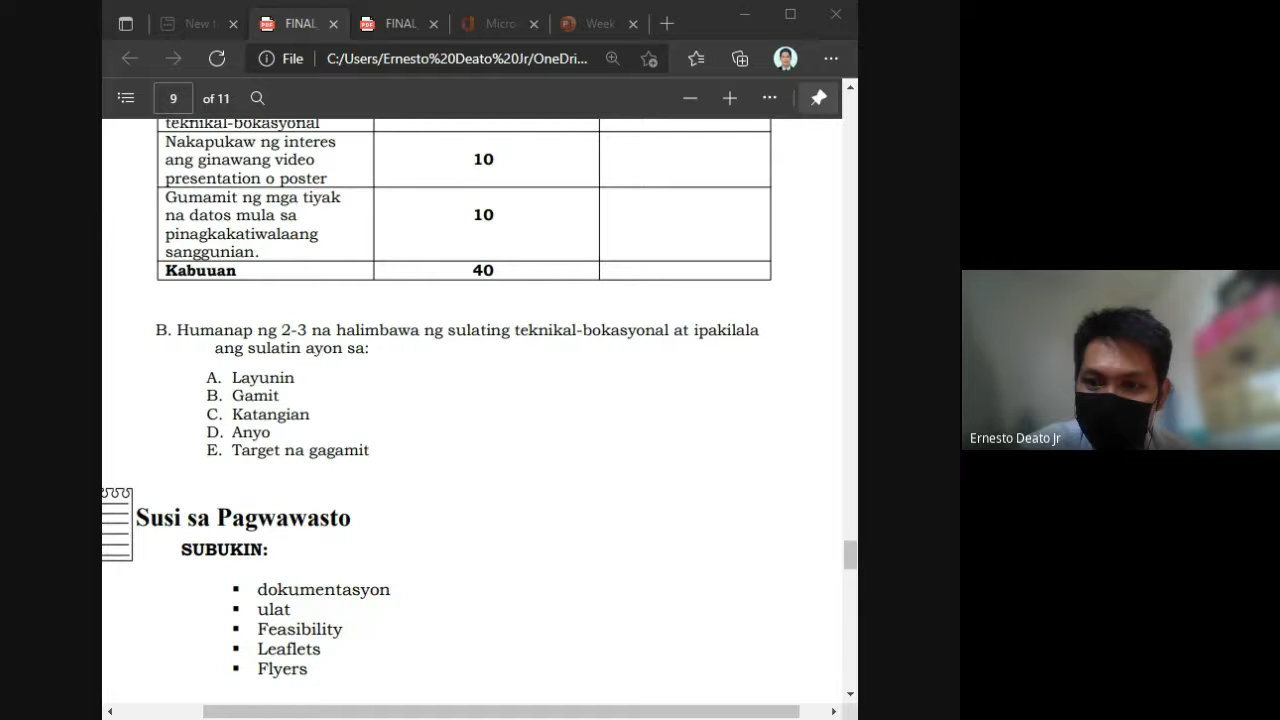 New t
FINAL
FINAL
Micro
Week
File
C:/Users/Ernesto%20Deato%20Jr/OneDri...
9 of 11
teknikal-bokasyonal
Nakapukaw ng interes
ang ginawang video
presentation o poster
10
Gumamit ng mga tiyak
na datos mula sa
pinagkakatiwalaang
sanggunian.
10
Kabuuan 40
B. Humanap ng 2-3 na halimbawa ng sulating teknikal-bokasyonal at ipakilala
ang sulatin ayon sa:
A. Layunin
B. Gamit
C. Katangian
D. Anyo
E. Target na gagamit
Susi sa Pagwawasto
SUBUKIN:
▪ dokumentasyon
▪ ulat
▪ Feasibility
▪ Leaflets
▪ Flyers
Ernesto Deato Jr